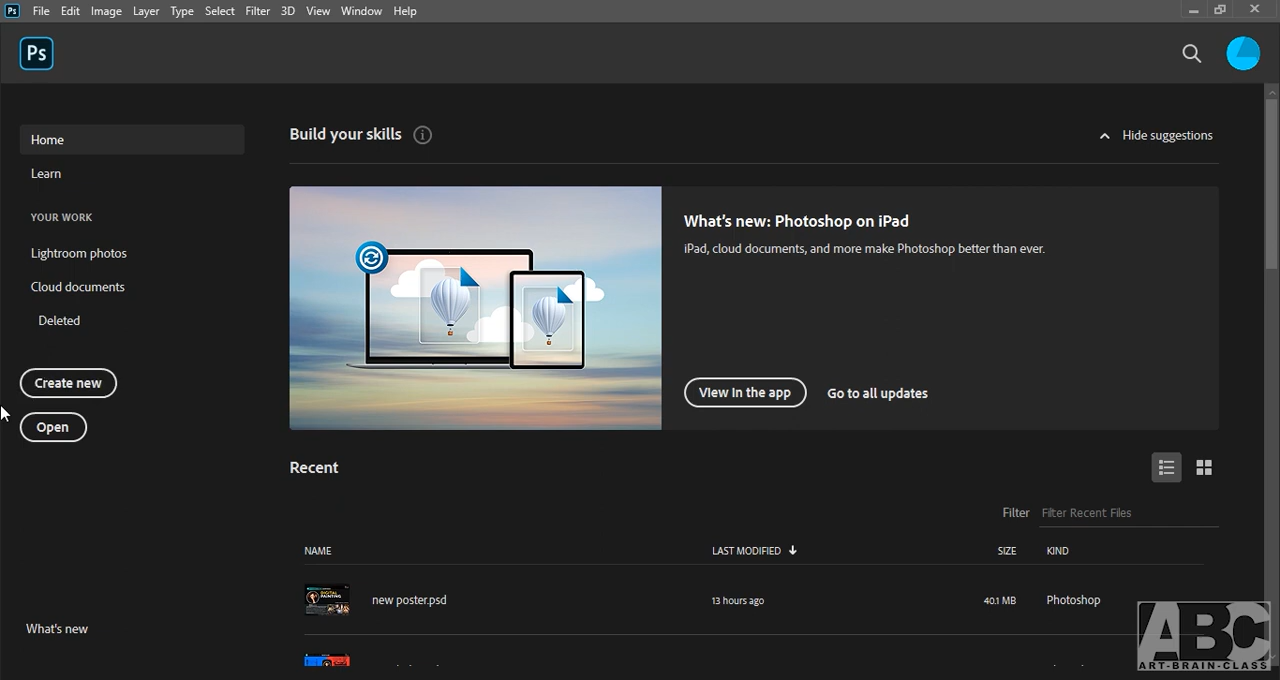 Ps File Edit Image Layer Type Select Filter 3D View Window Help
Ps
Home
Learn
YOUR WORK
Lightroom photos
Cloud documents
Deleted
Create new
Open
What's new
Build your skills
Hide suggestions
What's new: Photoshop on iPad
iPad, cloud documents, and more make Photoshop better than ever.
View in the app Go to all updates
Recent
Filter Filter Recent Files
NAME LAST MODIFIED SIZE KIND
DIGITAL
PAINTING
new poster.psd 13 hours ago 40.1 MB Photoshop
ABC
ART-BRAIN-CLASS